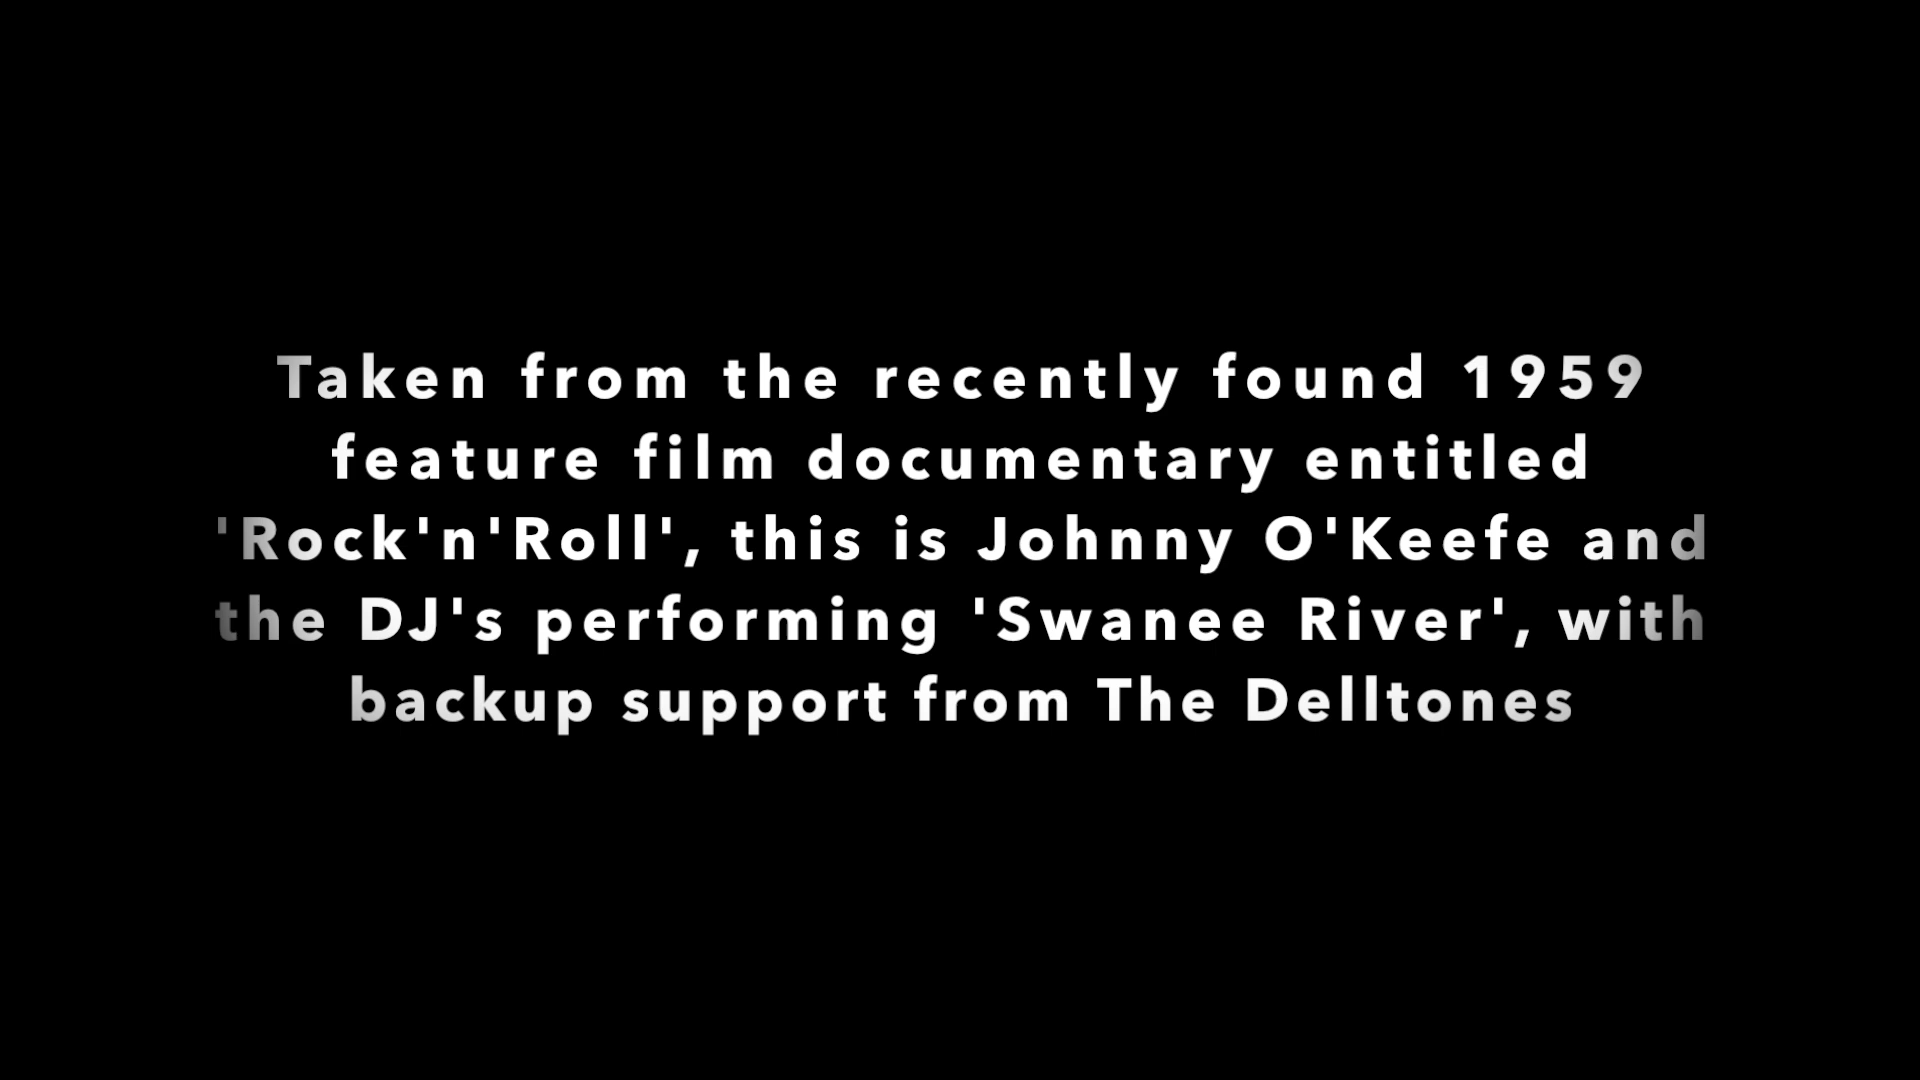 Taken from the recently found 1959
feature film documentary entitled
'Rock'n'Roll', this is Johnny O'Keefe and
the DJ's performing 'Swanee River', with
backup support from The Delltones